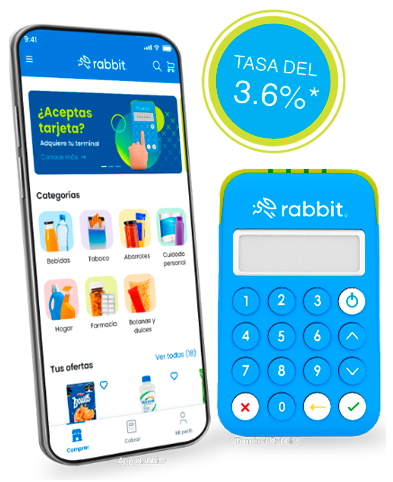 9:41
rabbit
¿Aceptas
tarjeta?
Adquiere tu terminal
Conoce más →
Categorías
Bebidas
Tabaco
Abarrotes
Cuidado
personal
Hogar
Farmacia
Botanas y
dulces
Tus ofertas
Ver todas (18)
Comprar
Cobrar
Mi perfil
TASA DEL
3.6%*
rabbit.
1 2 3
4 5 6
7 8 9
0